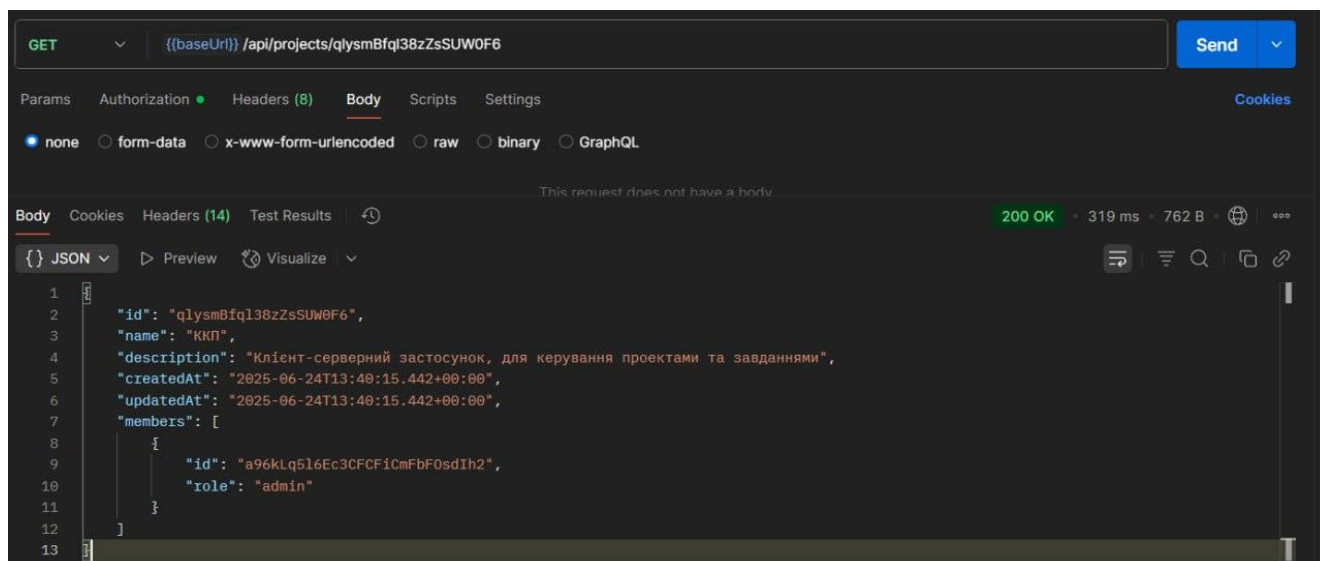 GET {{baseUrl}} /api/projects/qlysmBfql38zZsSUW0F6 Send
Params Authorization Headers (8) Body Scripts Settings Cookies
none form-data x-www-form-urlencoded raw binary GraphQL
This request does not have a body
Body Cookies Headers (14) Test Results 200 OK 319 ms 762 B
{} JSON Preview Visualize
1 {
2 "id": "qlysmBfql38zZsSUW0F6",
3 "name": "ККП",
4 "description": "Клієнт-серверний застосунок, для керування проектами та завданнями",
5 "createdAt": "2025-06-24T13:40:15.442+00:00",
6 "updatedAt": "2025-06-24T13:40:15.442+00:00",
7 "members": [
8 {
9 "id": "a96kLq5l6Ec3CFCFiCmFbFOsdIh2",
10 "role": "admin"
11 }
12 ]
13 }